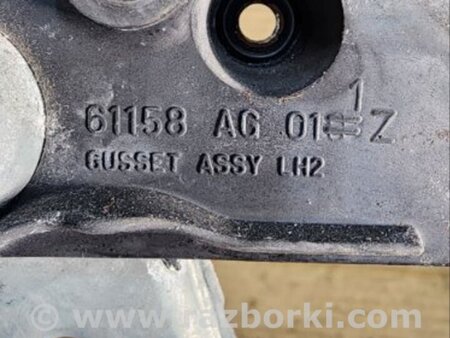 1
61158 AG 01 Z
GUSSET ASSY LH2
www.razborki.com